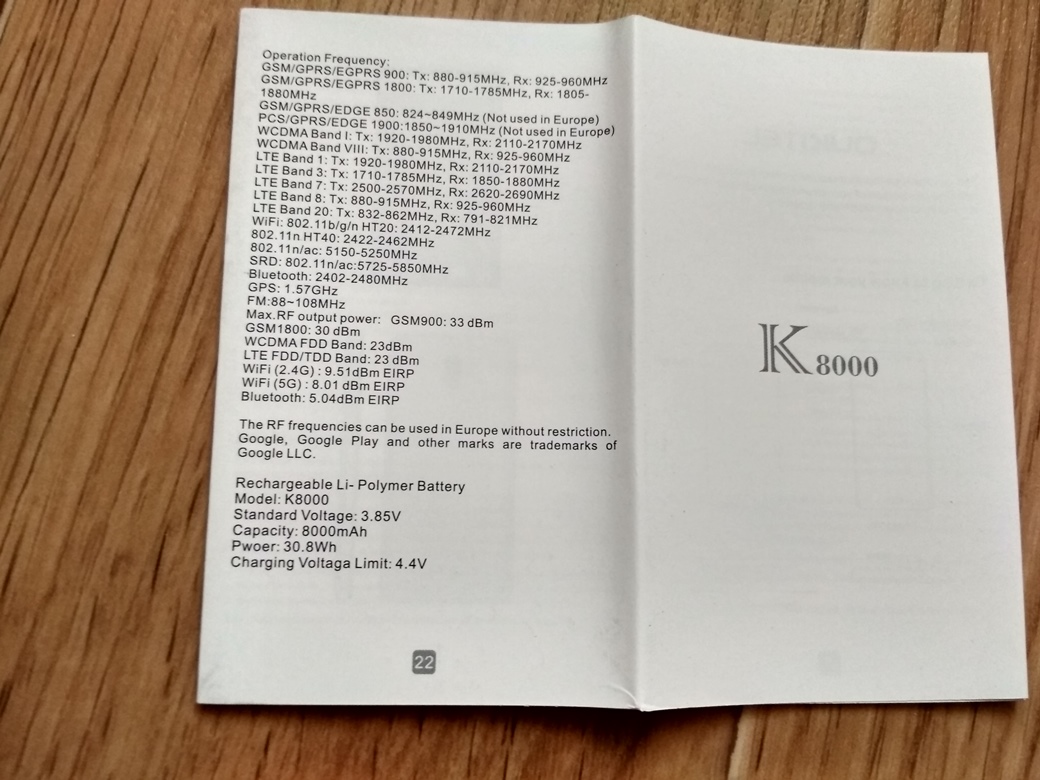 Operation Frequency:
GSM/GPRS/EGPRS 900: Tx: 880-915MHz, Rx: 925-960MHz
GSM/GPRS/EGPRS 1800: Tx: 1710-1785MHz, Rx: 1805-
1880MHz
GSM/GPRS/EDGE 850: 824~849MHz (Not used in Europe)
PCS/GPRS/EDGE 1900:1850~1910MHz (Not used in Europe)
WCDMA Band I: Tx: 1920-1980MHz, Rx: 2110-2170MHz
WCDMA Band VIII: Tx: 880-915MHz, Rx: 925-960MHz
LTE Band 1: Tx: 1920-1980MHz, Rx: 2110-2170MHz
LTE Band 3: Tx: 1710-1785MHz, Rx: 1850-1880MHz
LTE Band 7: Tx: 2500-2570MHz, Rx: 2620-2690MHz
LTE Band 8: Tx: 880-915MHz, Rx: 925-960MHz
LTE Band 20: Tx: 832-862MHz, Rx: 791-821MHz
WiFi: 802.11b/g/n HT20: 2412-2472MHz
802.11n HT40: 2422-2462MHz
802.11n/ac: 5150-5250MHz
SRD: 802.11n/ac:5725-5850MHz
Bluetooth: 2402-2480MHz
GPS: 1.57GHz
FM:88~108MHz
Max.RF output power: GSM900: 33 dBm
GSM1800: 30 dBm
WCDMA FDD Band: 23dBm
LTE FDD/TDD Band: 23 dBm
WiFi (2.4G) : 9.51dBm EIRP
WiFi (5G) : 8.01 dBm EIRP
Bluetooth: 5.04dBm EIRP
The RF frequencies can be used in Europe without restriction.
Google, Google Play and other marks are trademarks of
Google LLC.
Rechargeable Li- Polymer Battery
Model: K8000
Standard Voltage: 3.85V
Capacity: 8000mAh
Pwoer: 30.8Wh
Charging Voltaga Limit: 4.4V
22
K8000